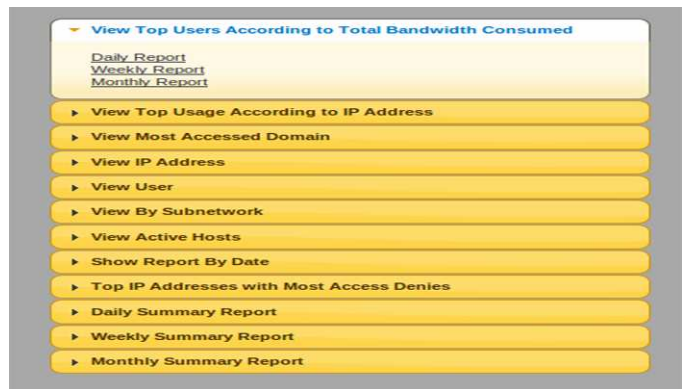 View Top Users According to Total Bandwidth Consumed
Daily Report
Weekly Report
Monthly Report
View Top Usage According to IP Address
View Most Accessed Domain
View IP Address
View User
View By Subnetwork
View Active Hosts
Show Report By Date
Top IP Addresses with Most Access Denies
Daily Summary Report
Weekly Summary Report
Monthly Summary Report